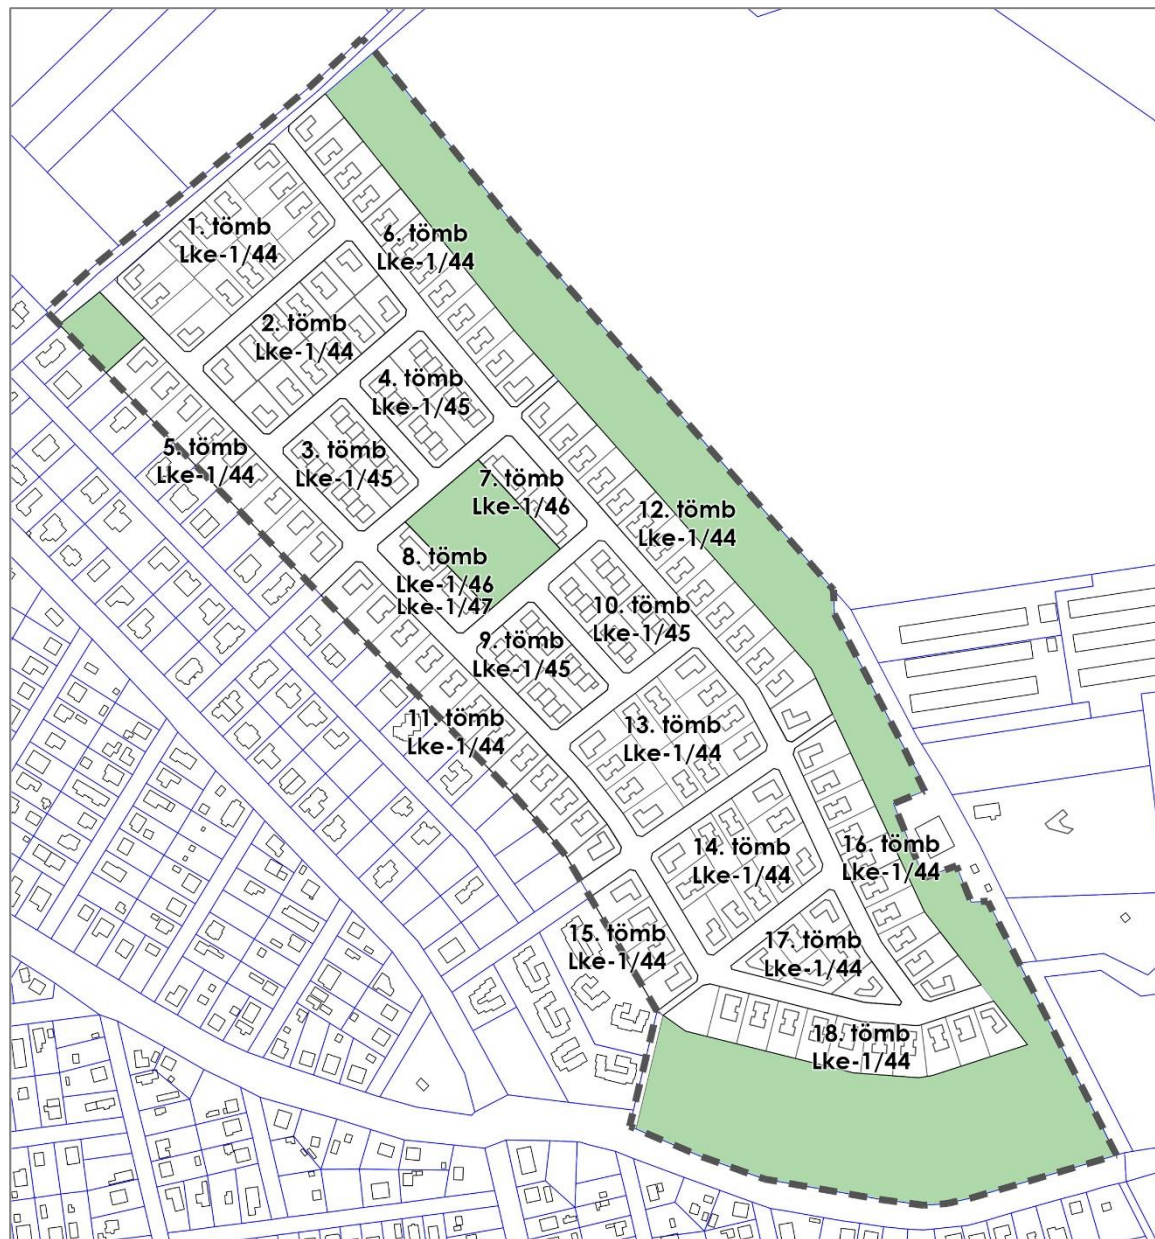 1. tömb
Lke-1/44
6. tömb
Lke-1/44
2. tömb
Lke-1/44
4. tömb
Lke-1/45
5. tömb
Lke-1/44
3. tömb
Lke-1/45
7. tömb
Lke-1/46
12. tömb
Lke-1/44
8. tömb
Lke-1/46
Lke-1/47
10. tömb
Lke-1/45
9. tömb
Lke-1/45
11. tömb
Lke-1/44
13. tömb
Lke-1/44
14. tömb
Lke-1/44
16. tömb
Lke-1/44
15. tömb
Lke-1/44
17. tömb
Lke-1/44
18. tömb
Lke-1/44